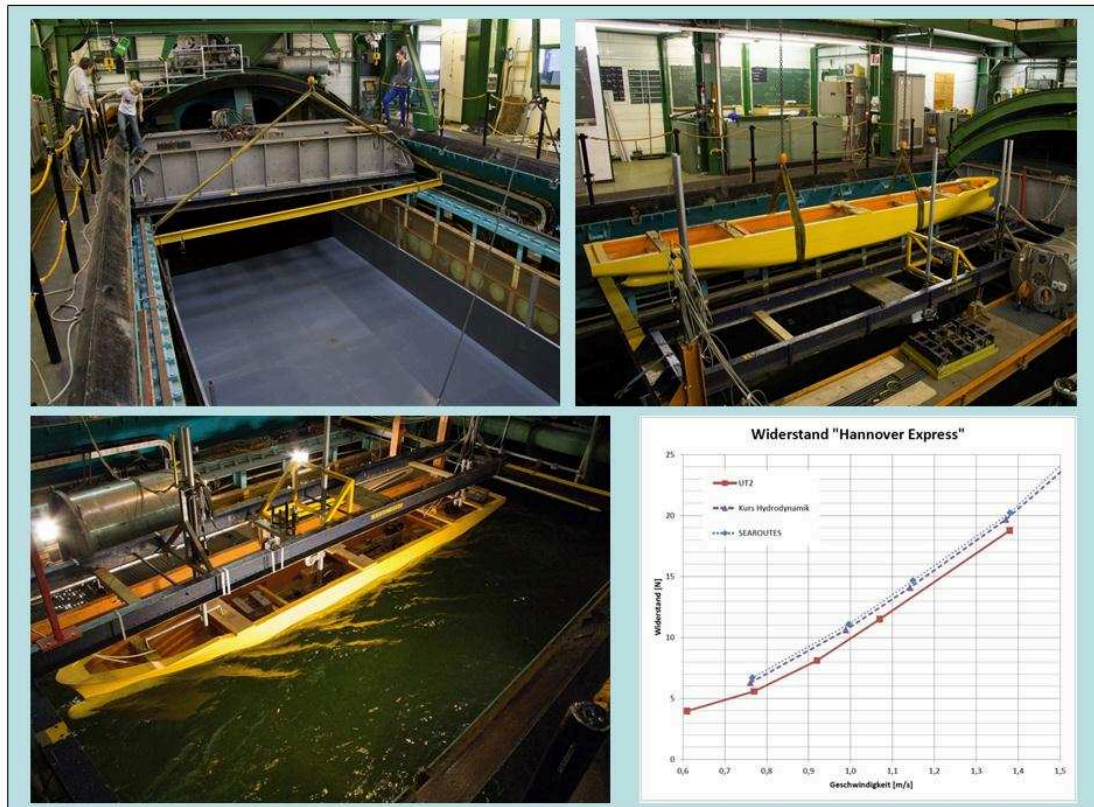 Widerstand "Hannover Express"
25
20
15
10
5
0
Widerstand [N]
UT2
Kurs Hydrodynamik
SEAROUTES
0,6 0,7 0,8 0,9 1,0 1,1 1,2 1,3 1,4 1,5
Geschwindigkeit [m/s]